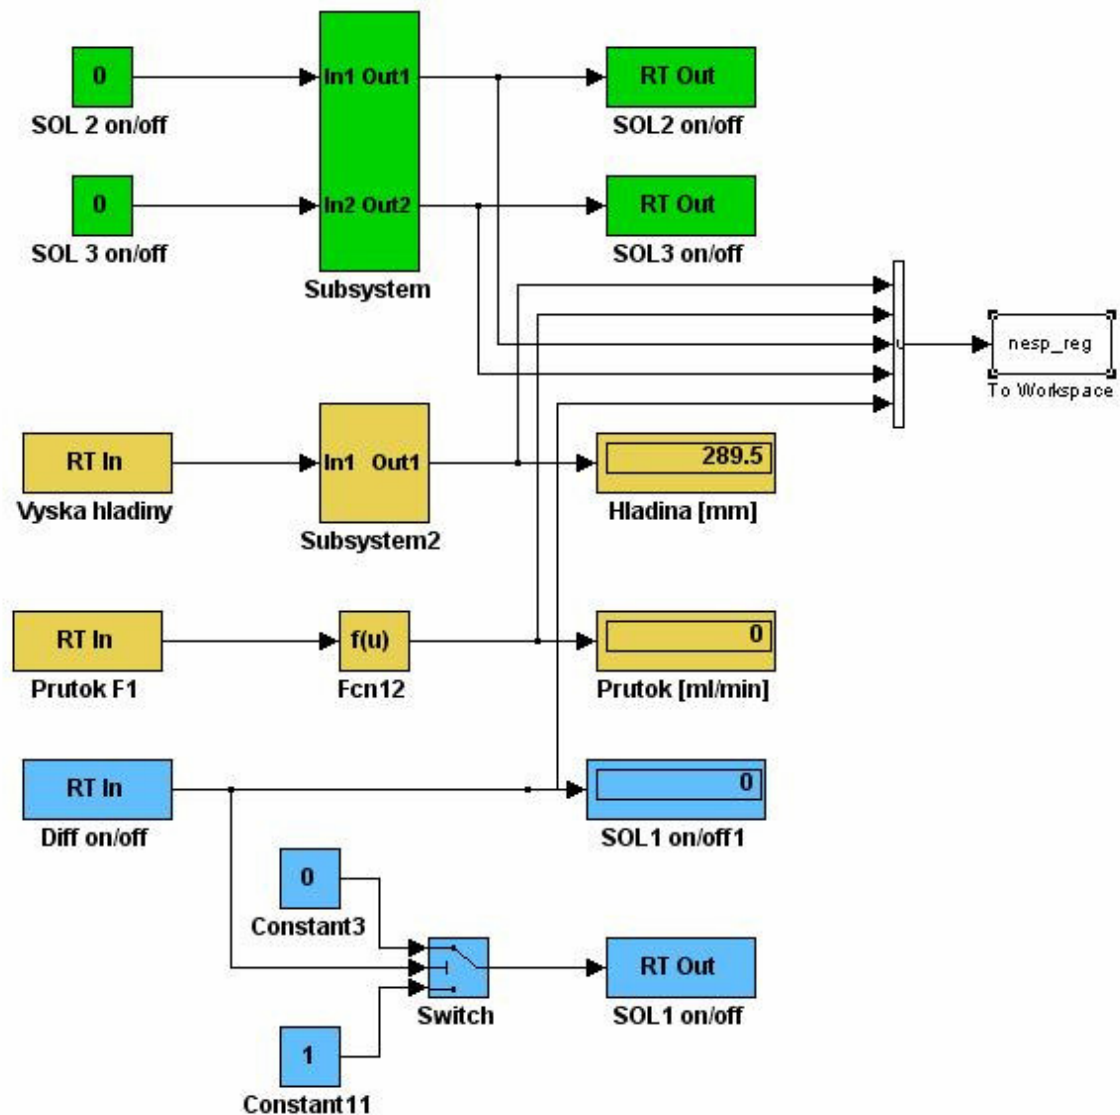 0
SOL 2 on/off
In1 Out1
RT Out
SOL2 on/off
0
SOL 3 on/off
In2 Out2
RT Out
SOL3 on/off
Subsystem
nesp_reg
To Workspace
RT In
Vyska hladiny
In1 Out1
Subsystem2
289.5
Hladina [mm]
RT In
Prutok F1
f(u)
Fcn12
0
Prutok [ml/min]
RT In
Diff on/off
0
SOL1 on/off1
0
Constant3
Switch
RT Out
SOL1 on/off
1
Constant11